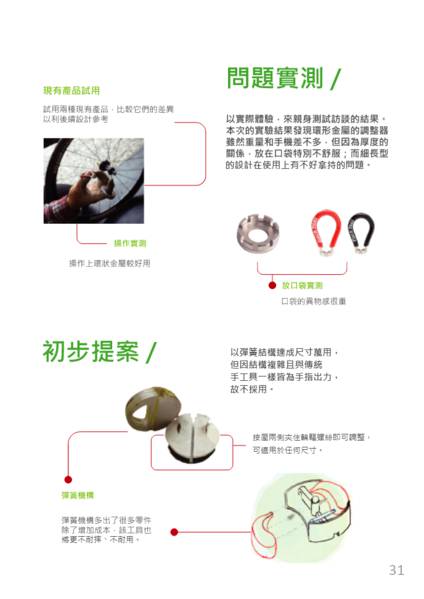 問題實測 /
現有產品試用
試用兩種現有產品，比較它們的差異
以利後續設計參考
以實際體驗，來親身測試訪談的結果。
本次的實驗結果發現環形金屬的調整器
雖然重量和手機差不多，但因為厚度的
關係，放在口袋特別不舒服；而細長型
的設計在使用上有不好拿持的問題。
操作實測
操作上環狀金屬較好用
放口袋實測
口袋的異物感很重
初步提案 /
以彈簧結構達成尺寸萬用，
但因結構複雜且與傳統
手工具一樣皆為手指出力，
故不採用。
按壓兩側夾住輪輻螺絲即可調整，
可適用於任何尺寸。
彈簧機構
彈簧機構多出了很多零件
除了增加成本，該工具也
將更不耐摔、不耐用。
31